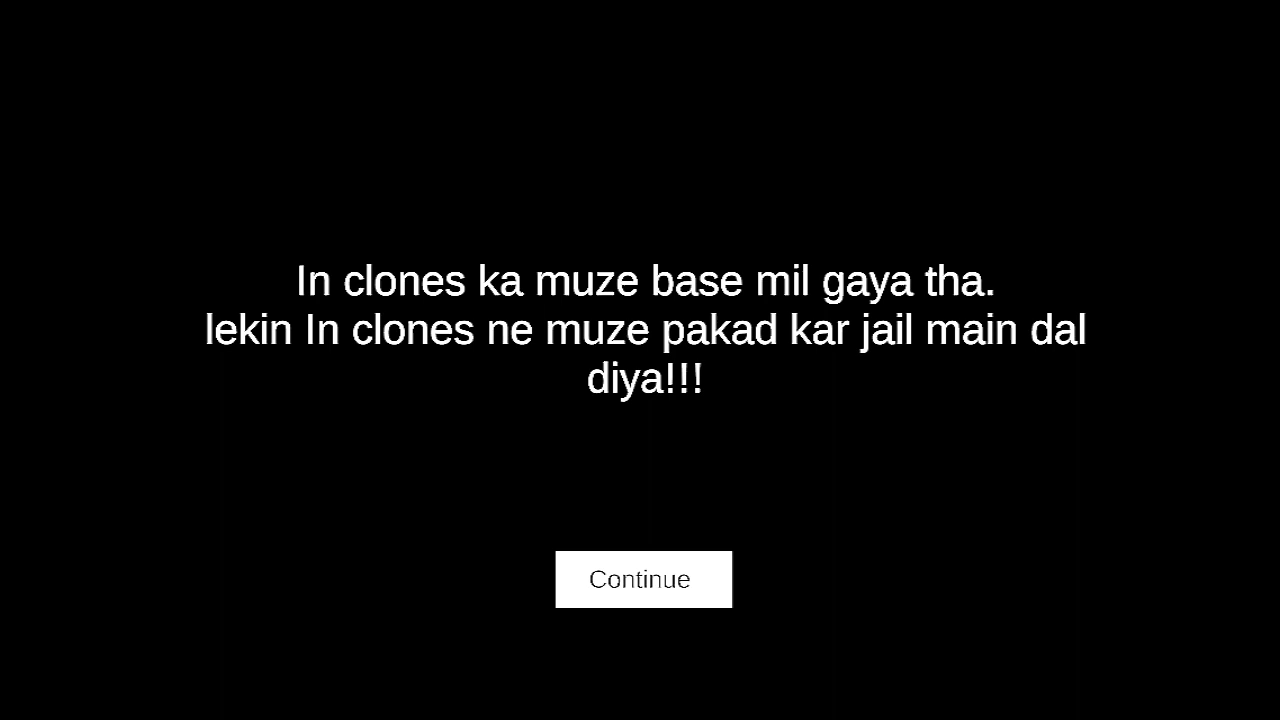 In clones ka muze base mil gaya tha.
lekin In clones ne muze pakad kar jail main dal
diya!!!
Continue